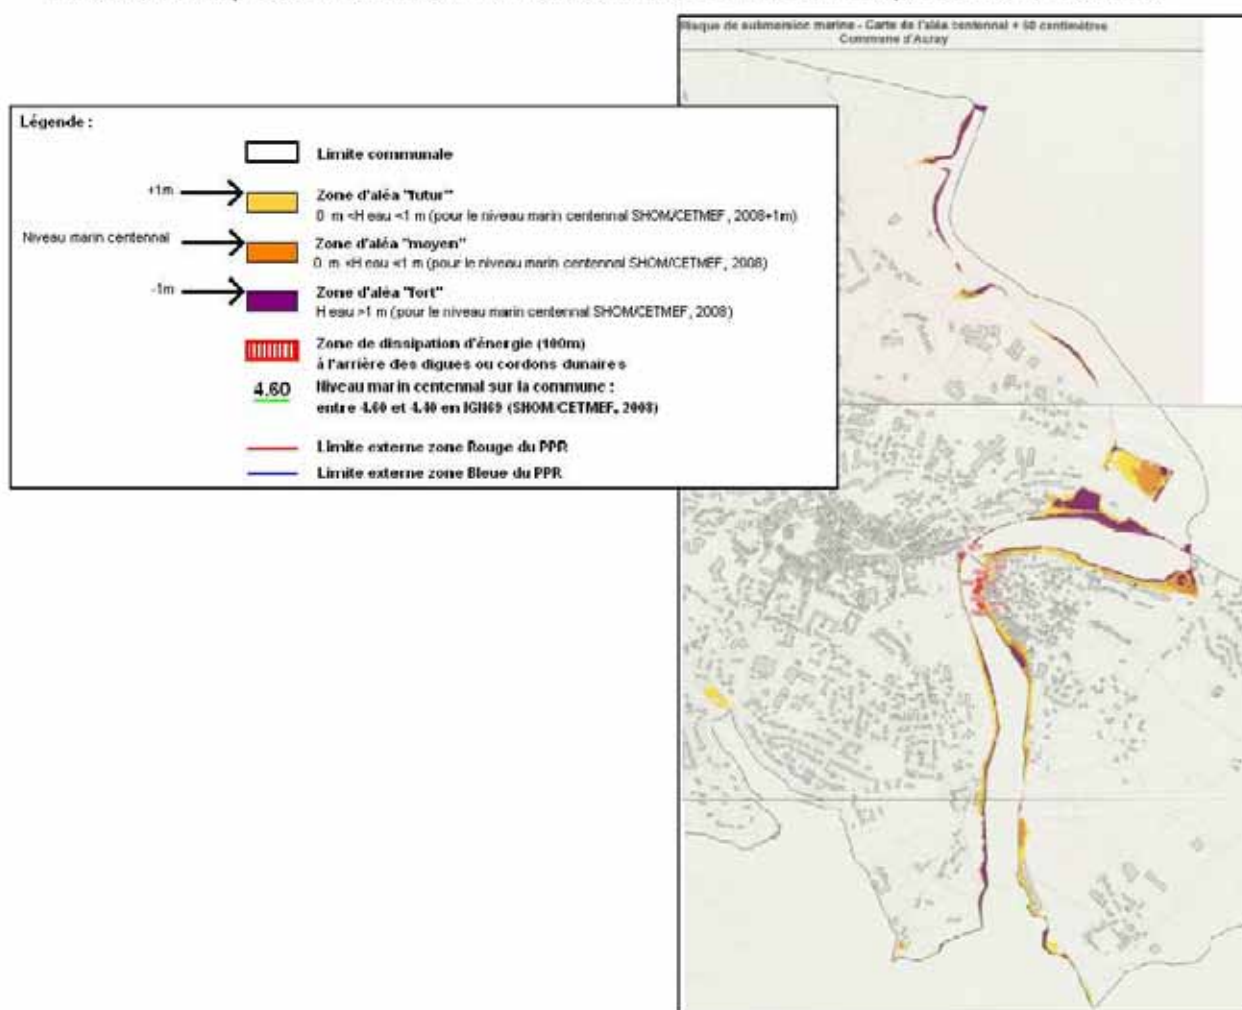 Risque de submersion marine - Carte de l'aléa centennal + 60 centimètres
Commune d'Auray
Légende :
Limite communale
+1m
Zone d'aléa "futur"
0 m <H eau <1 m (pour le niveau marin centennal SHOM/CETMEF, 2008+1m)
Niveau marin centennal
Zone d'aléa "moyen"
0 m <H eau <1 m (pour le niveau marin centennal SHOM/CETMEF, 2008)
-1m
Zone d'aléa "fort"
H eau >1 m (pour le niveau marin centennal SHOM/CETMEF, 2008)
Zone de dissipation d'énergie (100m)
à l'arrière des digues ou cordons dunaires
4.60
Niveau marin centennal sur la commune :
entre 4.60 et 4.40 en IGN69 (SHOM/CETMEF, 2008)
Limite externe zone Rouge du PPR
Limite externe zone Bleue du PPR